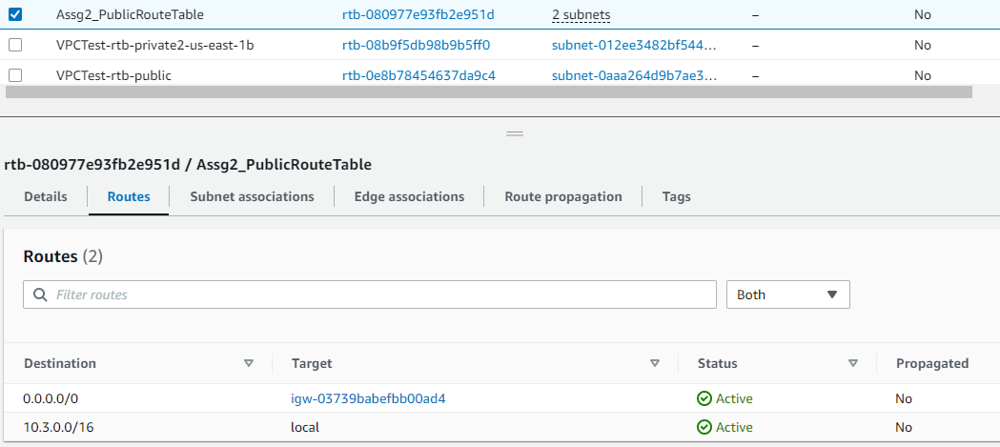 Assg2_PublicRouteTable rtb-080977e93fb2e951d 2 subnets – No
VPCTest-rtb-private2-us-east-1b rtb-08b9f5db98b9b5ff0 subnet-012ee3482bf544... – No
VPCTest-rtb-public rtb-0e8b78454637da9c4 subnet-0aaa264d9b7ae3... – No
rtb-080977e93fb2e951d / Assg2_PublicRouteTable
Details Routes Subnet associations Edge associations Route propagation Tags
Routes (2)
Filter routes Both
Destination Target Status Propagated
0.0.0.0/0 igw-03739babefbb00ad4 Active No
10.3.0.0/16 local Active No